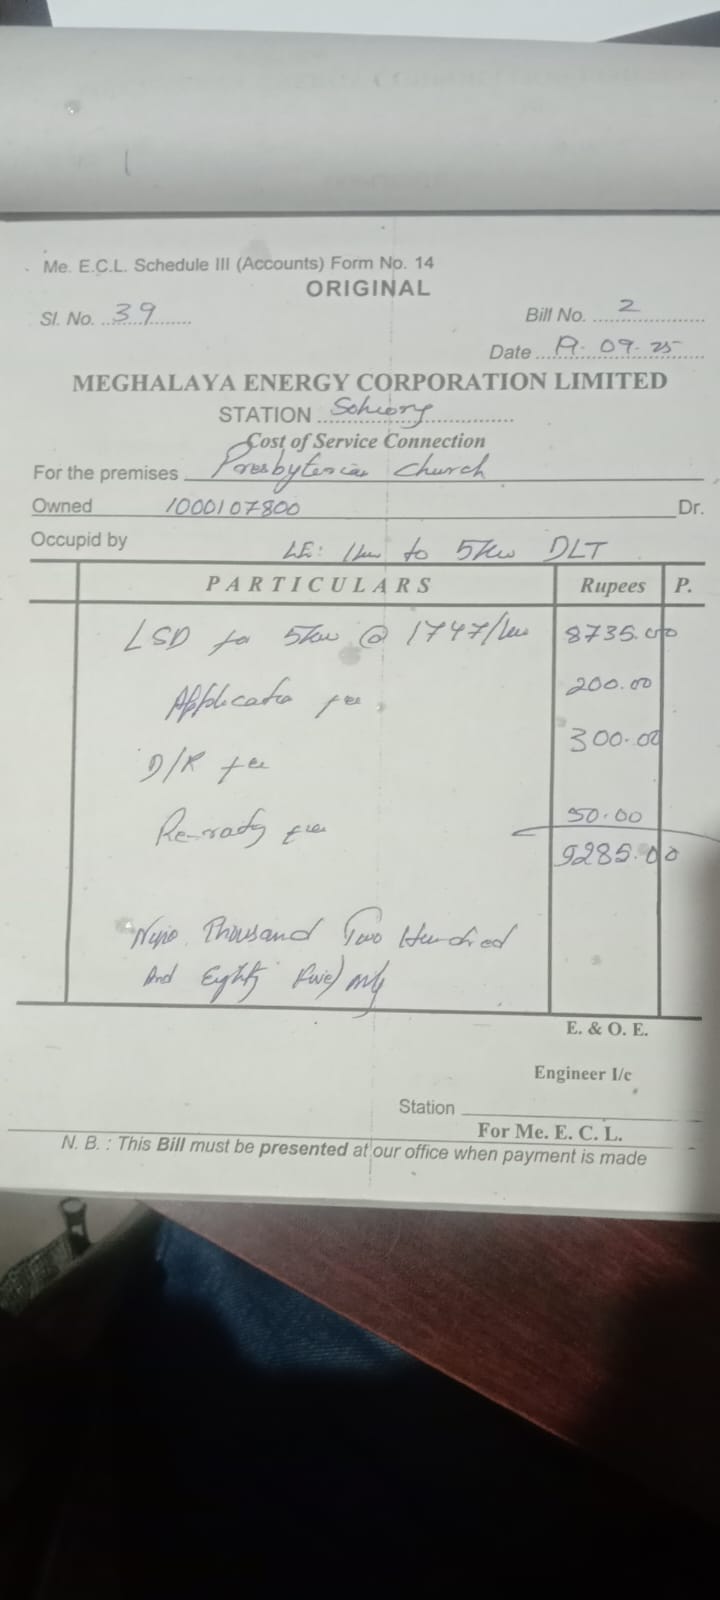 Me. E.C.L. Schedule III (Accounts) Form No. 14
ORIGINAL
Sl. No. 39
Bill No. 2
Date 09.25
MEGHALAYA ENERGY CORPORATION LIMITED
STATION
Cost of Service Connection
For the premises Presbyterian Church
Owned 1000107800 Dr.
Occupid by
LE: 1kw to 5kw DLT
PARTICULARS Rupees P.
LSD for 5kw @ 1747/kw 8735.00
Application fee 200.00
D/R fee 300.00
fee 50.00
9285.00
Nine Thousand Two Hundred
And Eighty Five) only
E. & O. E.
Engineer I/c
Station
For Me. E. C. L.
N. B. : This Bill must be presented at our office when payment is made